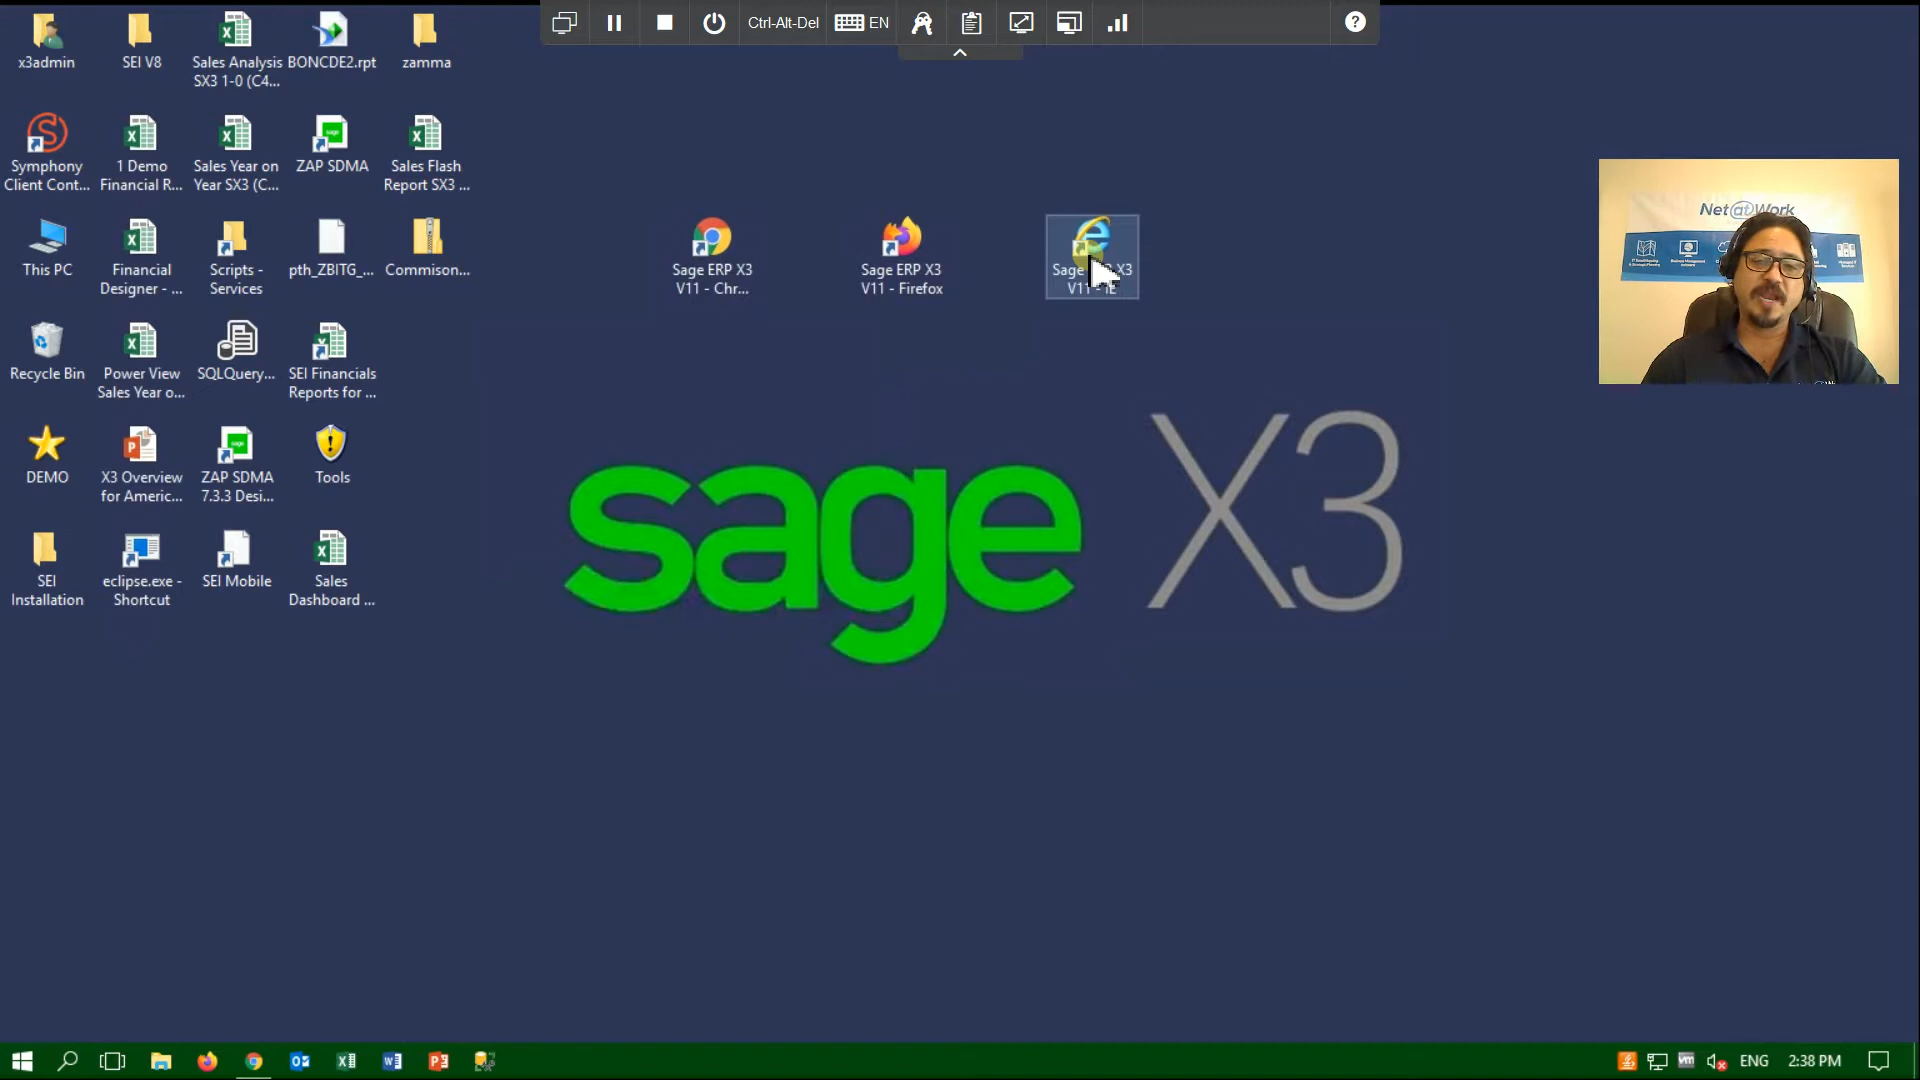 Ctrl-Alt-Del
EN
?
x3admin
SEI V8
Sales Analysis
SX3 1-0 (C4...
BONCDE2.rpt
zamma
Symphony
Client Cont...
1 Demo
Financial R...
Sales Year on
Year SX3 (C...
ZAP SDMA
Sales Flash
Report SX3 ...
This PC
Financial
Designer - ...
Scripts -
Services
pth_ZBITG_...
Commison...
Sage ERP X3
V11 - Chr...
Sage ERP X3
V11 - Firefox
Sage X3
V11 - IE
Net@Work
Recycle Bin
Power View
Sales Year o...
SQLQuery...
SEI Financials
Reports for ...
DEMO
X3 Overview
for Americ...
ZAP SDMA
7.3.3 Desi...
Tools
SEI
Installation
eclipse.exe -
Shortcut
SEI Mobile
Sales
Dashboard ...
sage X3
ENG
2:38 PM